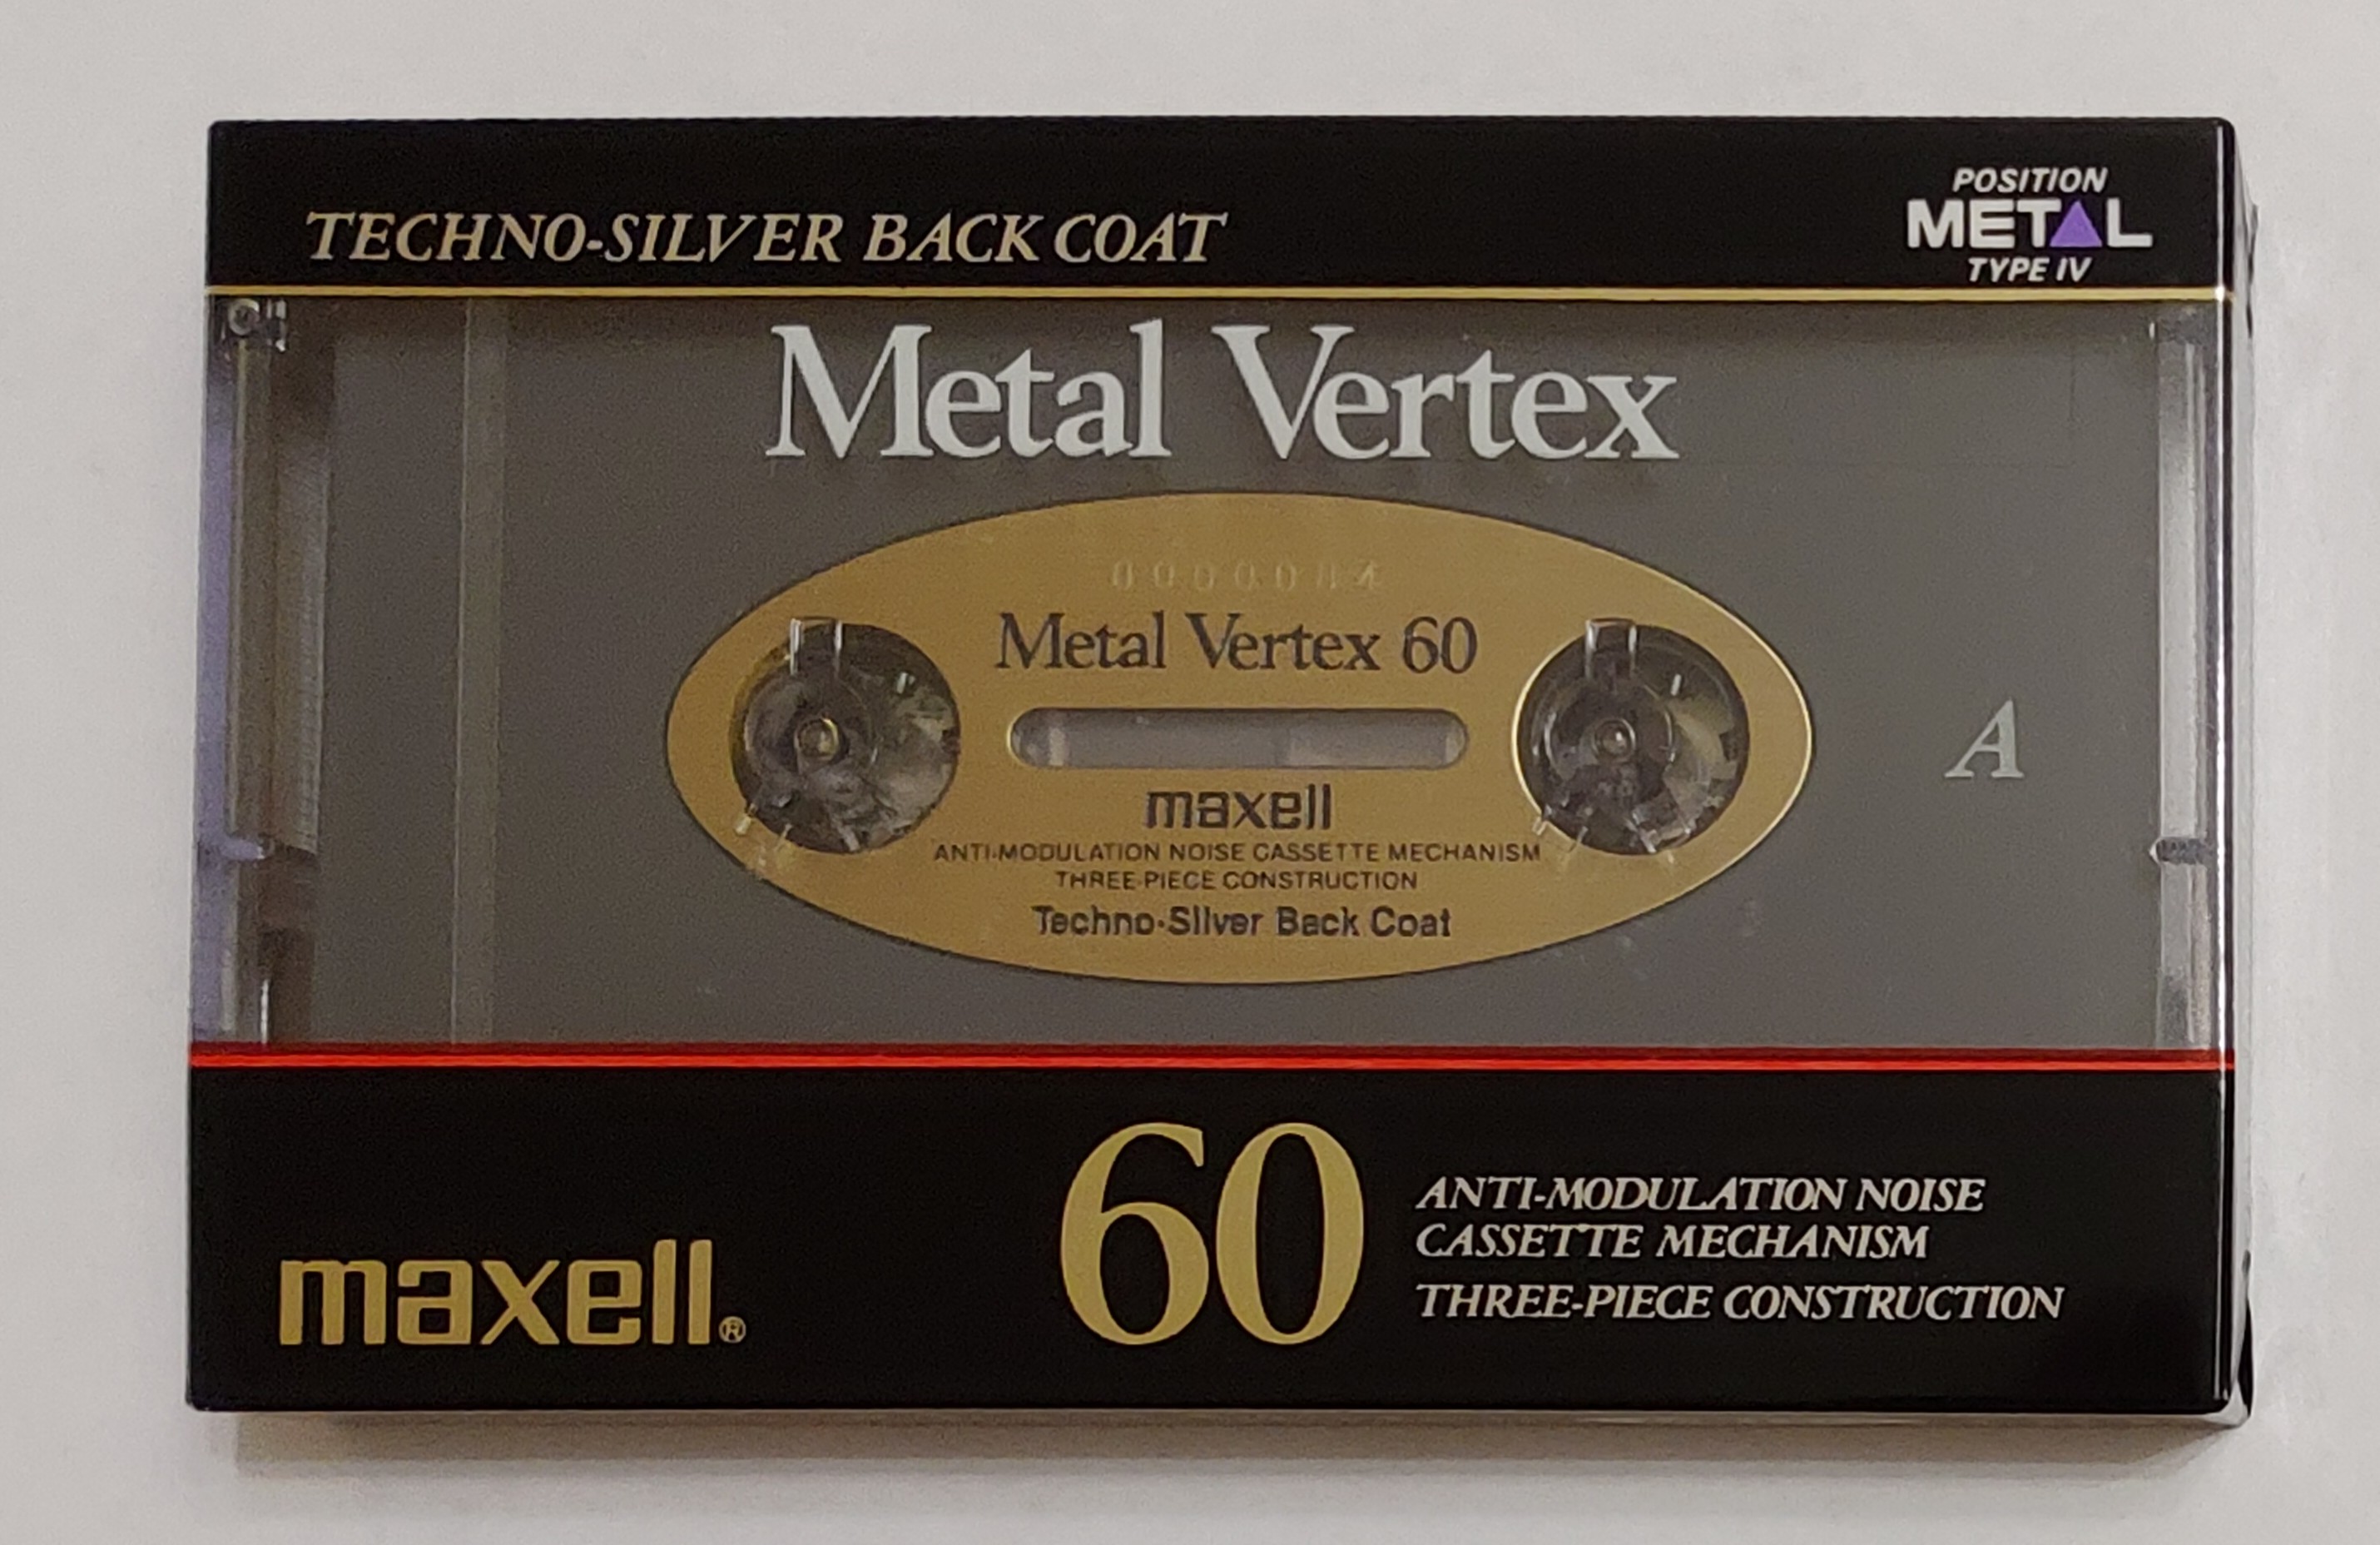 TECHNO-SILVER BACK COAT
POSITION
METAL
TYPE IV
Metal Vertex
Metal Vertex 60
maxell
ANTI-MODULATION NOISE CASSETTE MECHANISM
THREE-PIECE CONSTRUCTION
Techno-Silver Back Coat
A
maxell®
60
ANTI-MODULATION NOISE
CASSETTE MECHANISM
THREE-PIECE CONSTRUCTION